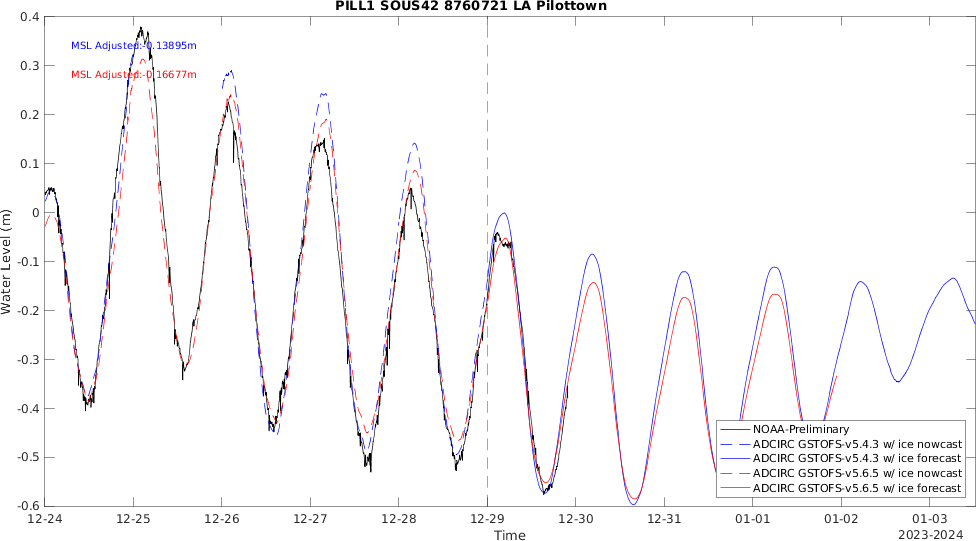 PILL1 SOUS42 8760721 LA Pilottown
MSL Adjusted:-0.13895m
MSL Adjusted:-0.16677m
Water Level (m)
0.4
0.3
0.2
0.1
0
-0.1
-0.2
-0.3
-0.4
-0.5
-0.6
NOAA-Preliminary
ADCIRC GSTOFS-v5.4.3 w/ ice nowcast
ADCIRC GSTOFS-v5.4.3 w/ ice forecast
ADCIRC GSTOFS-v5.6.5 w/ ice nowcast
ADCIRC GSTOFS-v5.6.5 w/ ice forecast
12-24 12-25 12-26 12-27 12-28 12-29 12-30 12-31 01-01 01-02 01-03
Time
2023-2024